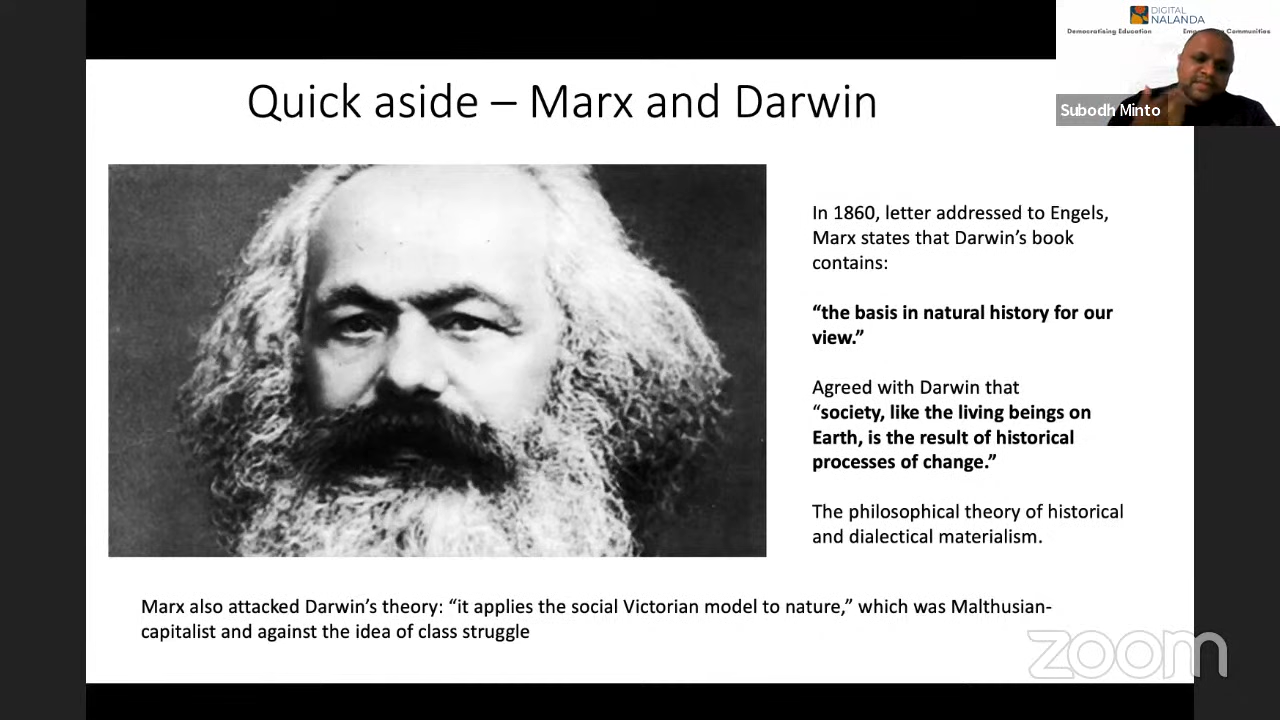 DIGITAL
NALANDA
Democratising Education
Communities
Subodh Minto
Quick aside – Marx and Darwin
In 1860, letter addressed to Engels,
Marx states that Darwin’s book
contains:
“the basis in natural history for our
view.”
Agreed with Darwin that
“society, like the living beings on
Earth, is the result of historical
processes of change.”
The philosophical theory of historical
and dialectical materialism.
Marx also attacked Darwin’s theory: “it applies the social Victorian model to nature,” which was Malthusian-
capitalist and against the idea of class struggle
zoom